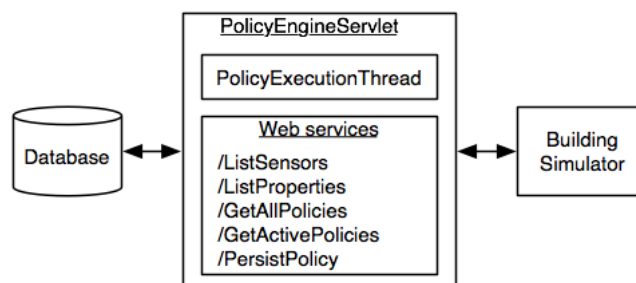 PolicyEngineServlet
PolicyExecutionThread
Web services
/ListSensors
/ListProperties
/GetAllPolicies
/GetActivePolicies
/PersistPolicy
Database
Building
Simulator